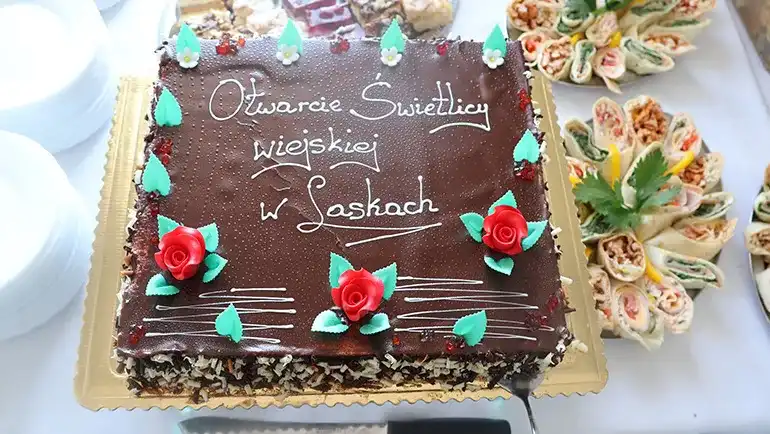 Otwarcie Świetlicy
wiejskiej
w Laskach